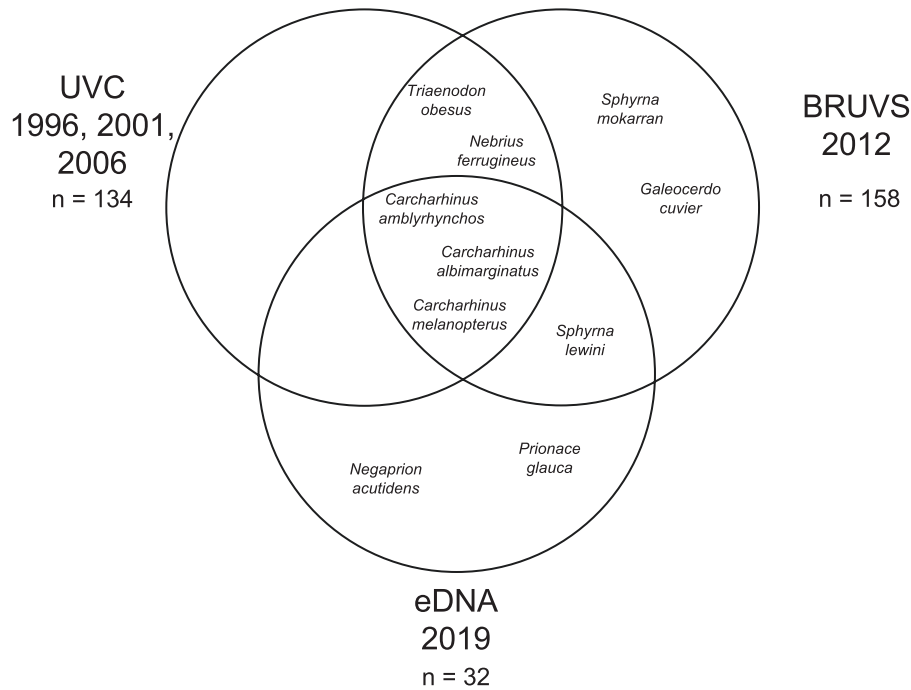 UVC
1996, 2001,
2006
n = 134
Triaenodon
obesus
Nebrius
ferrugineus
Carcharhinus
amblyrhynchos
Carcharhinus
albimarginatus
Carcharhinus
melanopterus
Sphyrna
mokarran
Galeocerdo
cuvier
BRUVS
2012
n = 158
Sphyrna
lewini
Negaprion
acutidens
Prionace
glauca
eDNA
2019
n = 32